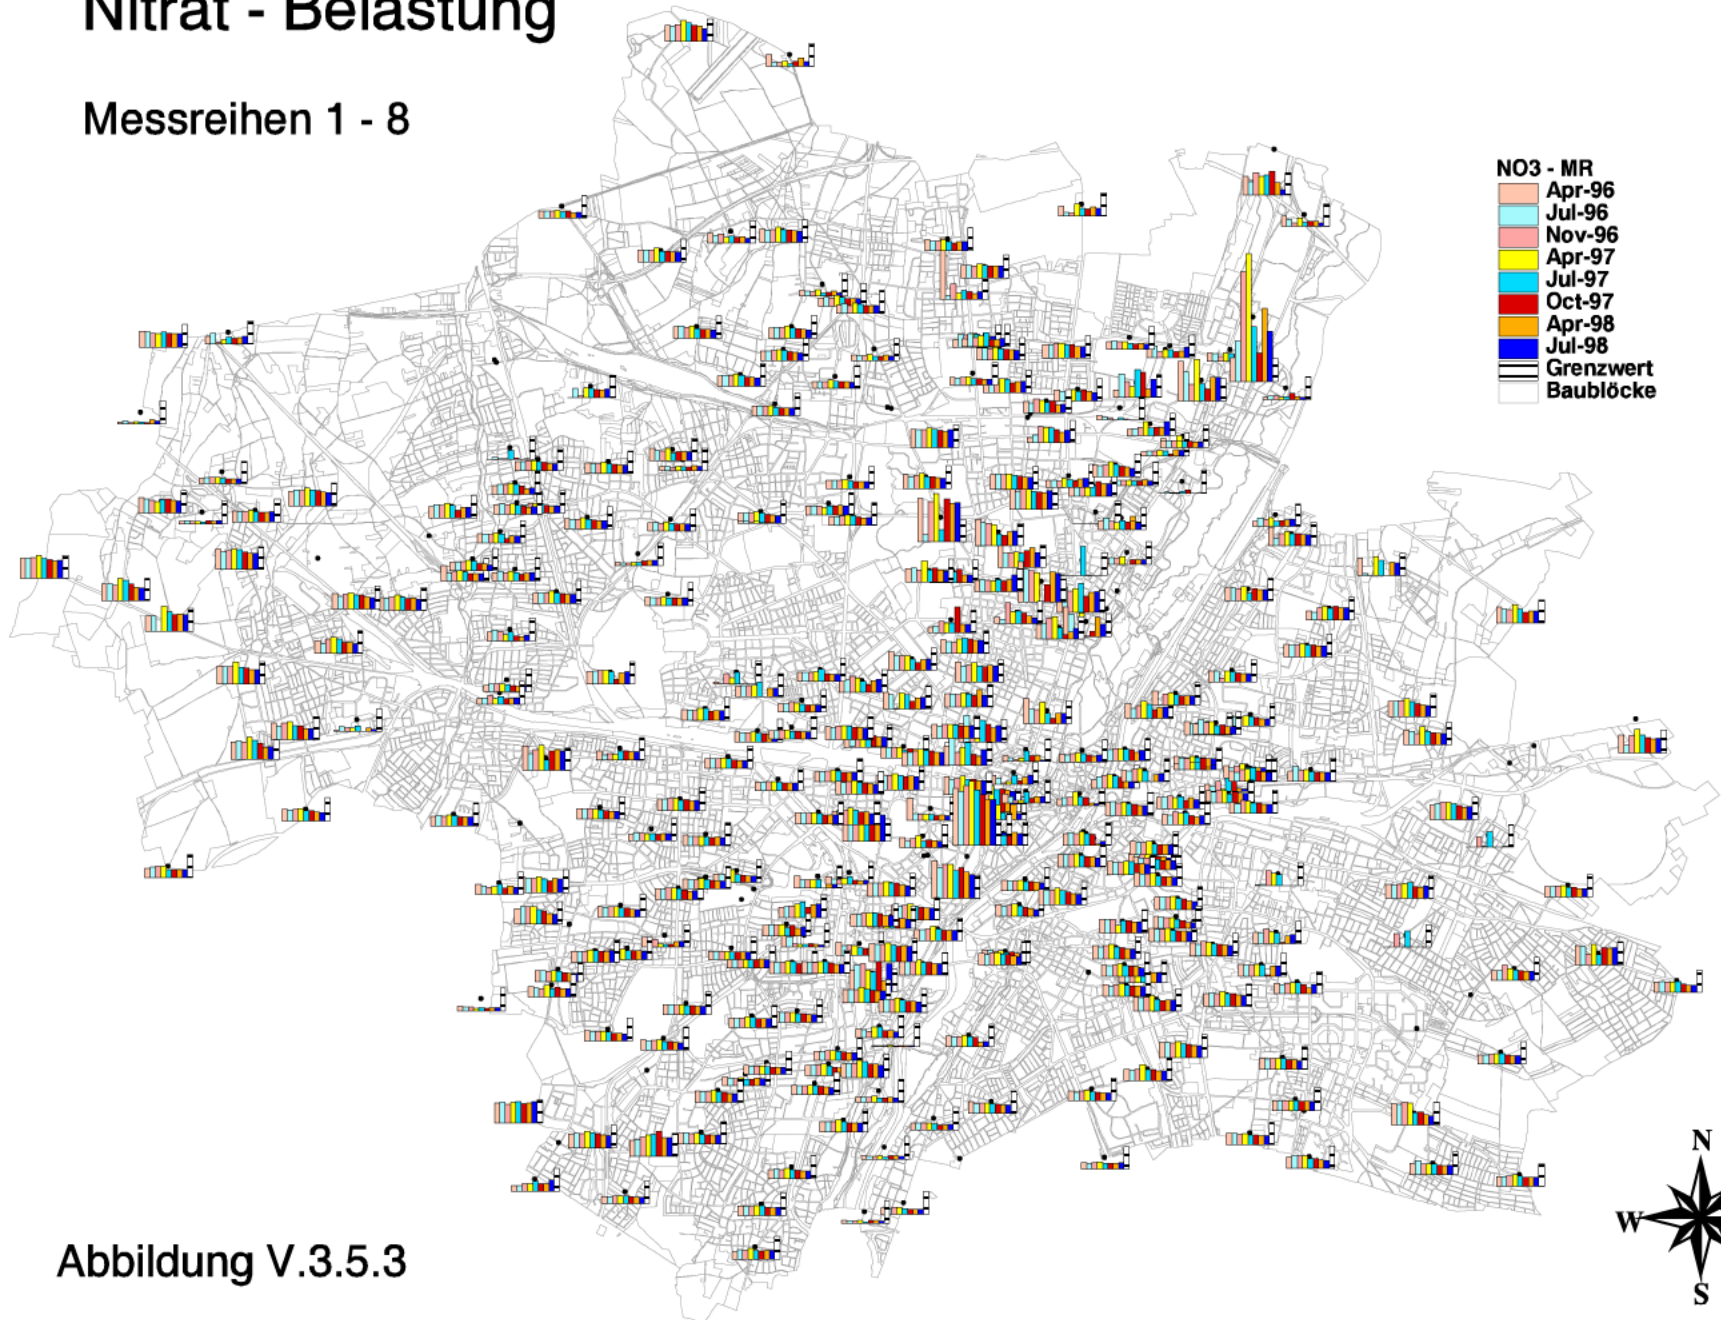 Nitrat - Belastung
Messreihen 1 - 8
NO3 - MR
Apr-96
Jul-96
Nov-96
Apr-97
Jul-97
Oct-97
Apr-98
Jul-98
Grenzwert
Baublöcke
N
W
S
Abbildung V.3.5.3